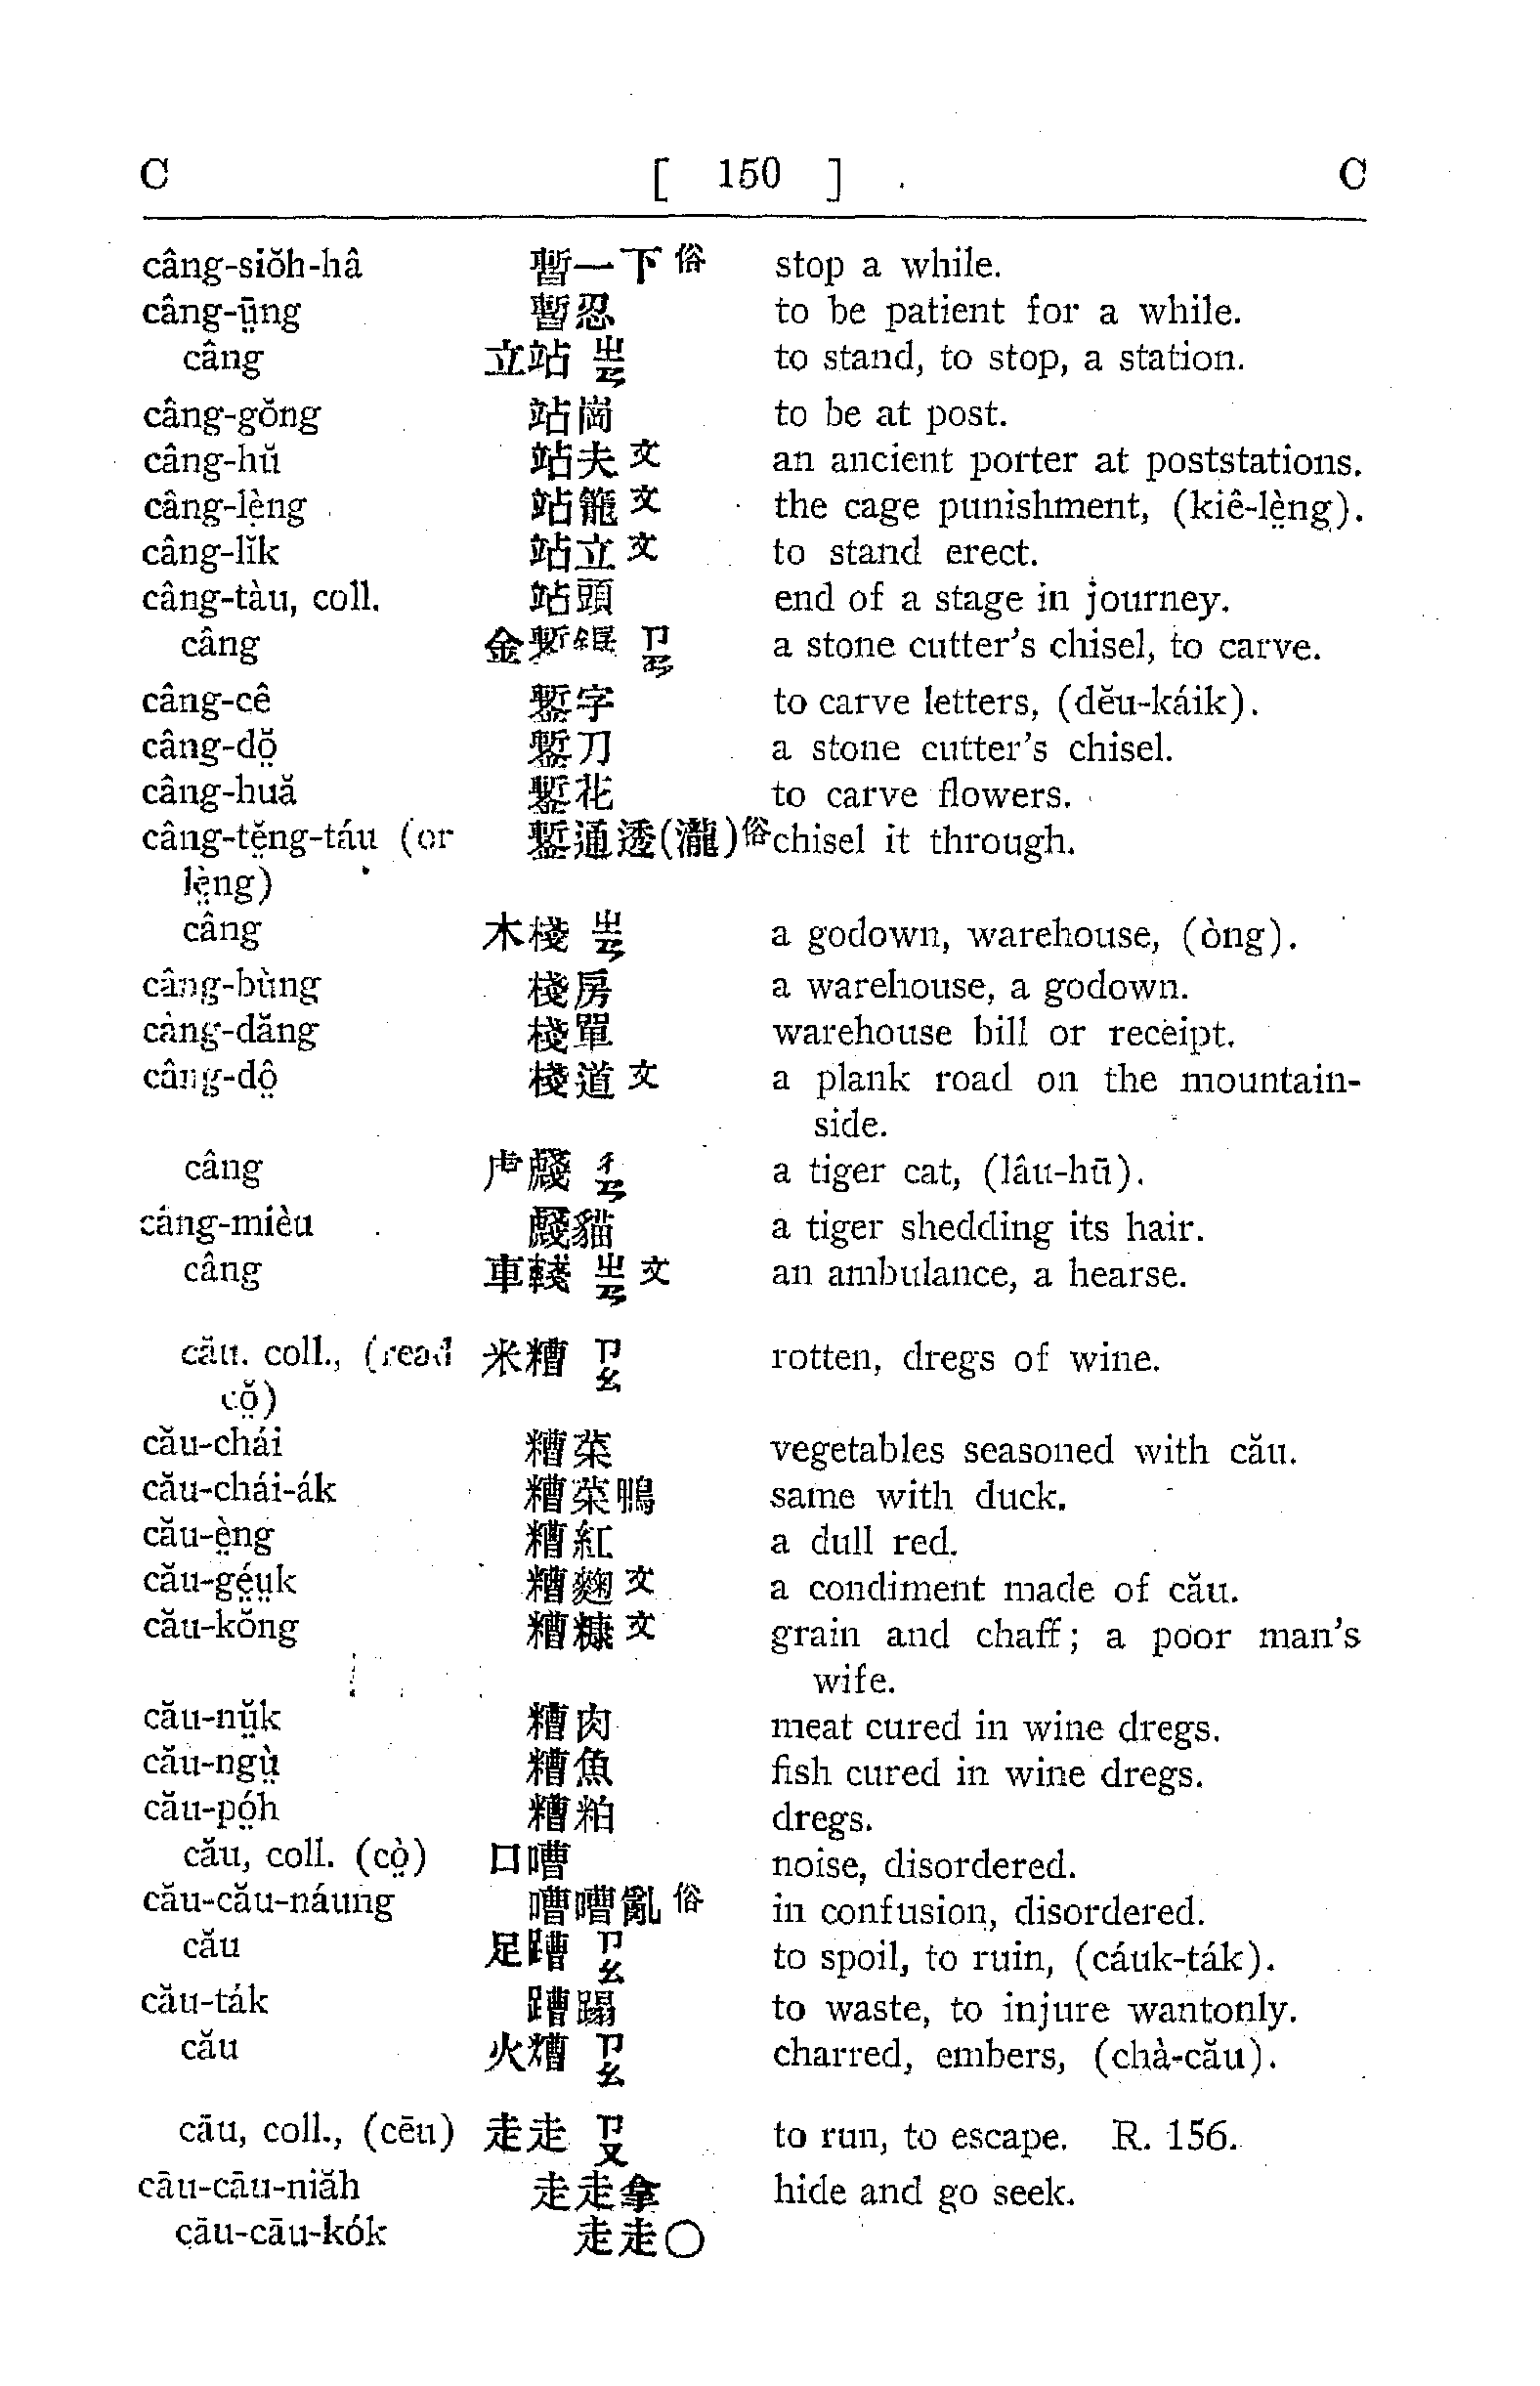 C [ 150 ] C
câng-siŏh-hâ 暫一下俗 stop a while.
câng-ṳ̄ng 暫忍 to be patient for a while.
câng 立站 ㄓㄢ to stand, to stop, a station.
câng-gŏng 站崗 to be at post.
câng-hŭ 站夫文 an ancient porter at poststations.
câng-lèng 站籠文 the cage punishment, (kiê-lè̤ng).
câng-lĭk 站立文 to stand erect.
câng-tàu, coll. 站頭 end of a stage in journey.
câng 金鏨鏨 ㄗㄢ a stone cutter's chisel, to carve.
câng-cê 鏨字 to carve letters, (dĕu-káik).
câng-dŏ̤ 鏨刀 a stone cutter's chisel.
câng-huă 鏨花 to carve flowers.
câng-tĕ̤ng-táu (or 鏨通透(瀧)俗 chisel it through.
lè̤ng)
câng 木棧 ㄓㄢ a godown, warehouse, (òng).
câng-bùng 棧房 a warehouse, a godown.
câng-dăng 棧單 warehouse bill or receipt.
câng-dô̤ 棧道文 a plank road on the mountain-
side.
câng 虍虥 ㄔㄢ a tiger cat, (lâu-hū).
câng-mièu 虥貓 a tiger shedding its hair.
câng 車轏 ㄓㄢ文 an ambulance, a hearse.
cău. coll., (read 米糟 ㄗㄠ rotten, dregs of wine.
cŏ̤)
cău-chái 糟菜 vegetables seasoned with cău.
cău-chái-ák 糟菜鴨 same with duck.
cău-è̤ng 糟紅 a dull red.
cău-gé̤ṳk 糟麴文 a condiment made of cău.
cău-kŏng 糟糠文 grain and chaff; a poor man's
wife.
cău-nṳ̆k 糟肉 meat cured in wine dregs.
cău-ngṳ̀ 糟魚 fish cured in wine dregs.
cău-pó̤h 糟粕 dregs.
cău, coll. (cò̤) 口嘈 noise, disordered.
cău-cău-náung 嘈嘈亂俗 in confusion, disordered.
cău 足蹧 ㄗㄠ to spoil, to ruin, (cáuk-ták).
cău-ták 蹧蹋 to waste, to injure wantonly.
cău 火熸 ㄗㄠ charred, embers, (chà-cău).
cāu, coll., (cēu) 走走 ㄗㄡ to run, to escape. R. 156.
cāu-cāu-niăh 走走拿 hide and go seek.
cāu-cāu-kók 走走〇